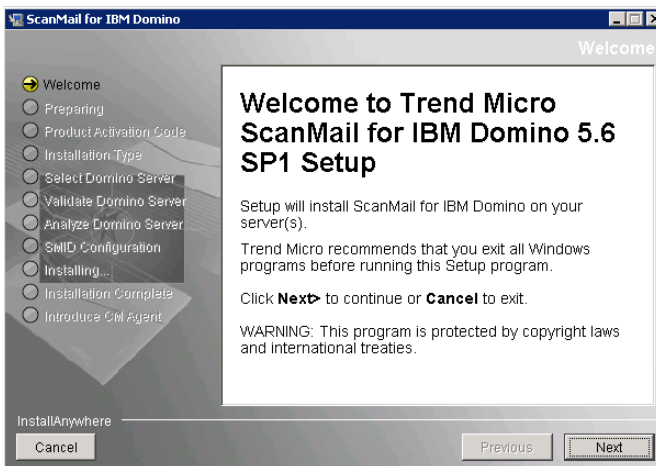 ScanMail for IBM Domino
Welcome
Welcome
Preparing
Product Activation Code
Installation Type
Select Domino Server
Validate Domino Server
Analyze Domino Server
SMID Configuration
Installing...
Installation Complete
Introduce CM Agent
Welcome to Trend Micro
ScanMail for IBM Domino 5.6
SP1 Setup
Setup will install ScanMail for IBM Domino on your
server(s).
Trend Micro recommends that you exit all Windows
programs before running this Setup program.
Click Next> to continue or Cancel to exit.
WARNING: This program is protected by copyright laws
and international treaties.
InstallAnywhere
Cancel
Previous
Next